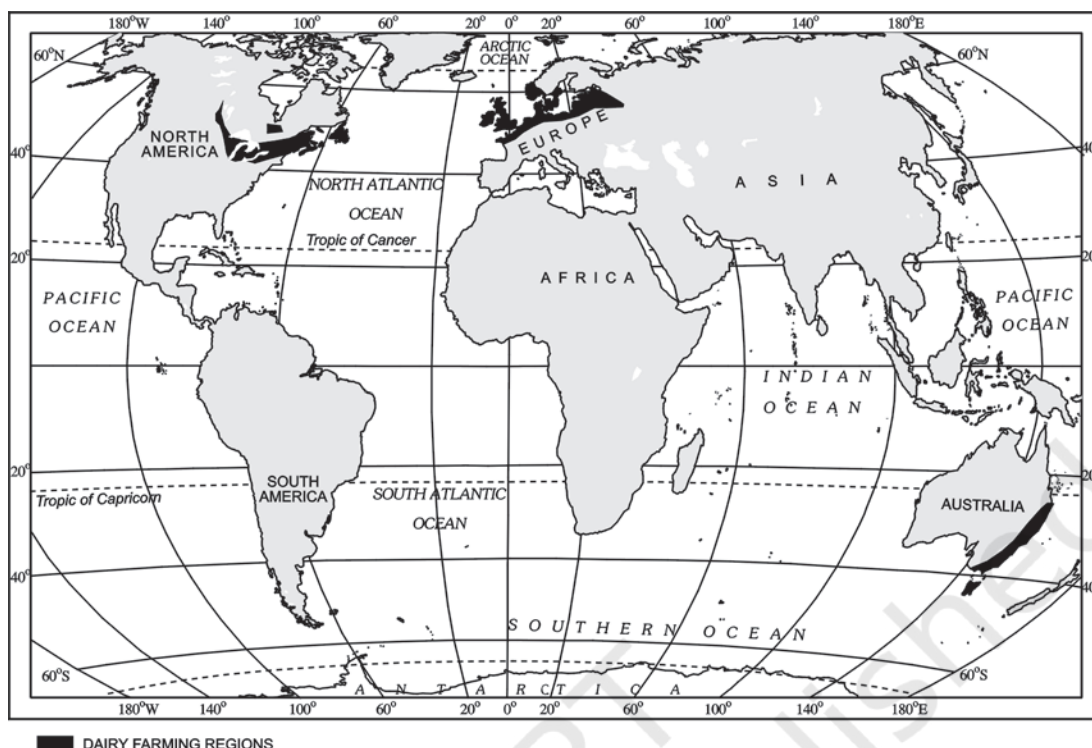 180°W 140° 100° 60° 20° 0° 20° 60° 100° 140° 180°E
60°N
ARCTIC
OCEAN
60°N
NORTH
AMERICA
EUROPE
40°
40
NORTH ATLANTIC
OCEAN
ASIA
Tropic of Cancer
20°
20
AFRICA
PACIFIC
OCEAN
PACIFIC
OCEAN
INDIAN
OCEAN
20°
20
SOUTH
AMERICA
Tropic of Capricorn
SOUTH ATLANTIC
OCEAN
AUSTRALIA
40°
40
SOUTHERN OCEAN
60°S
60°S
ANTARCTICA
180°W 140° 100° 60° 20° 0° 20° 60° 100° 140° 180°E
DAIRY FARMING REGIONS